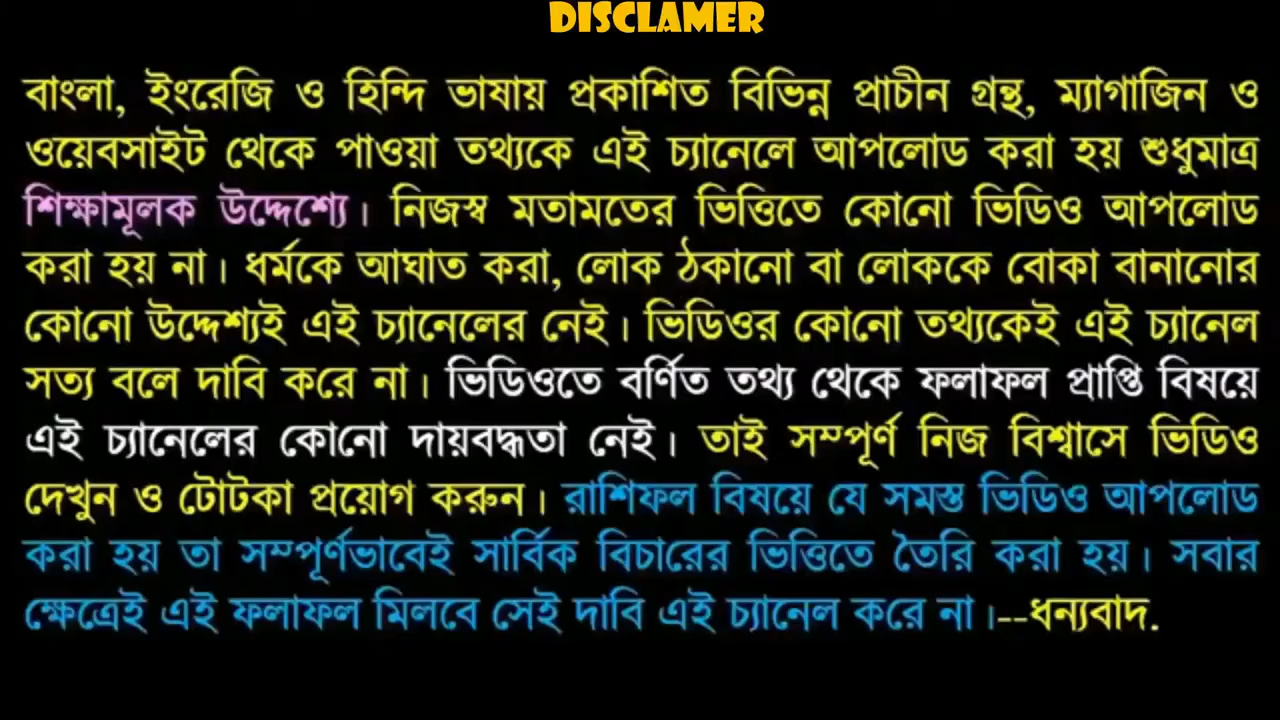 DISCLAMER
বাংলা, ইংরেজি ও হিন্দি ভাষায় প্রকাশিত বিভিন্ন প্রাচীন গ্রন্থ, ম্যাগাজিন ও
ওয়েবসাইট থেকে পাওয়া তথ্যকে এই চ্যানেলে আপলোড করা হয় শুধুমাত্র
শিক্ষামূলক উদ্দেশ্যে। নিজস্ব মতামতের ভিত্তিতে কোনো ভিডিও আপলোড
করা হয় না। ধর্মকে আঘাত করা, লোক ঠকানো বা লোককে বোকা বানানোর
কোনো উদ্দেশ্যই এই চ্যানেলের নেই। ভিডিওর কোনো তথ্যকেই এই চ্যানেল
সত্য বলে দাবি করে না। ভিডিওতে বর্ণিত তথ্য থেকে ফলাফল প্রাপ্তি বিষয়ে
এই চ্যানেলের কোনো দায়বদ্ধতা নেই। তাই সম্পূর্ণ নিজ বিশ্বাসে ভিডিও
দেখুন ও টোটকা প্রয়োগ করুন। রাশিফল বিষয়ে যে সমস্ত ভিডিও আপলোড
করা হয় তা সম্পূর্ণভাবেই সার্বিক বিচারের ভিত্তিতে তৈরি করা হয়। সবার
ক্ষেত্রেই এই ফলাফল মিলবে সেই দাবি এই চ্যানেল করে না।--ধন্যবাদ.